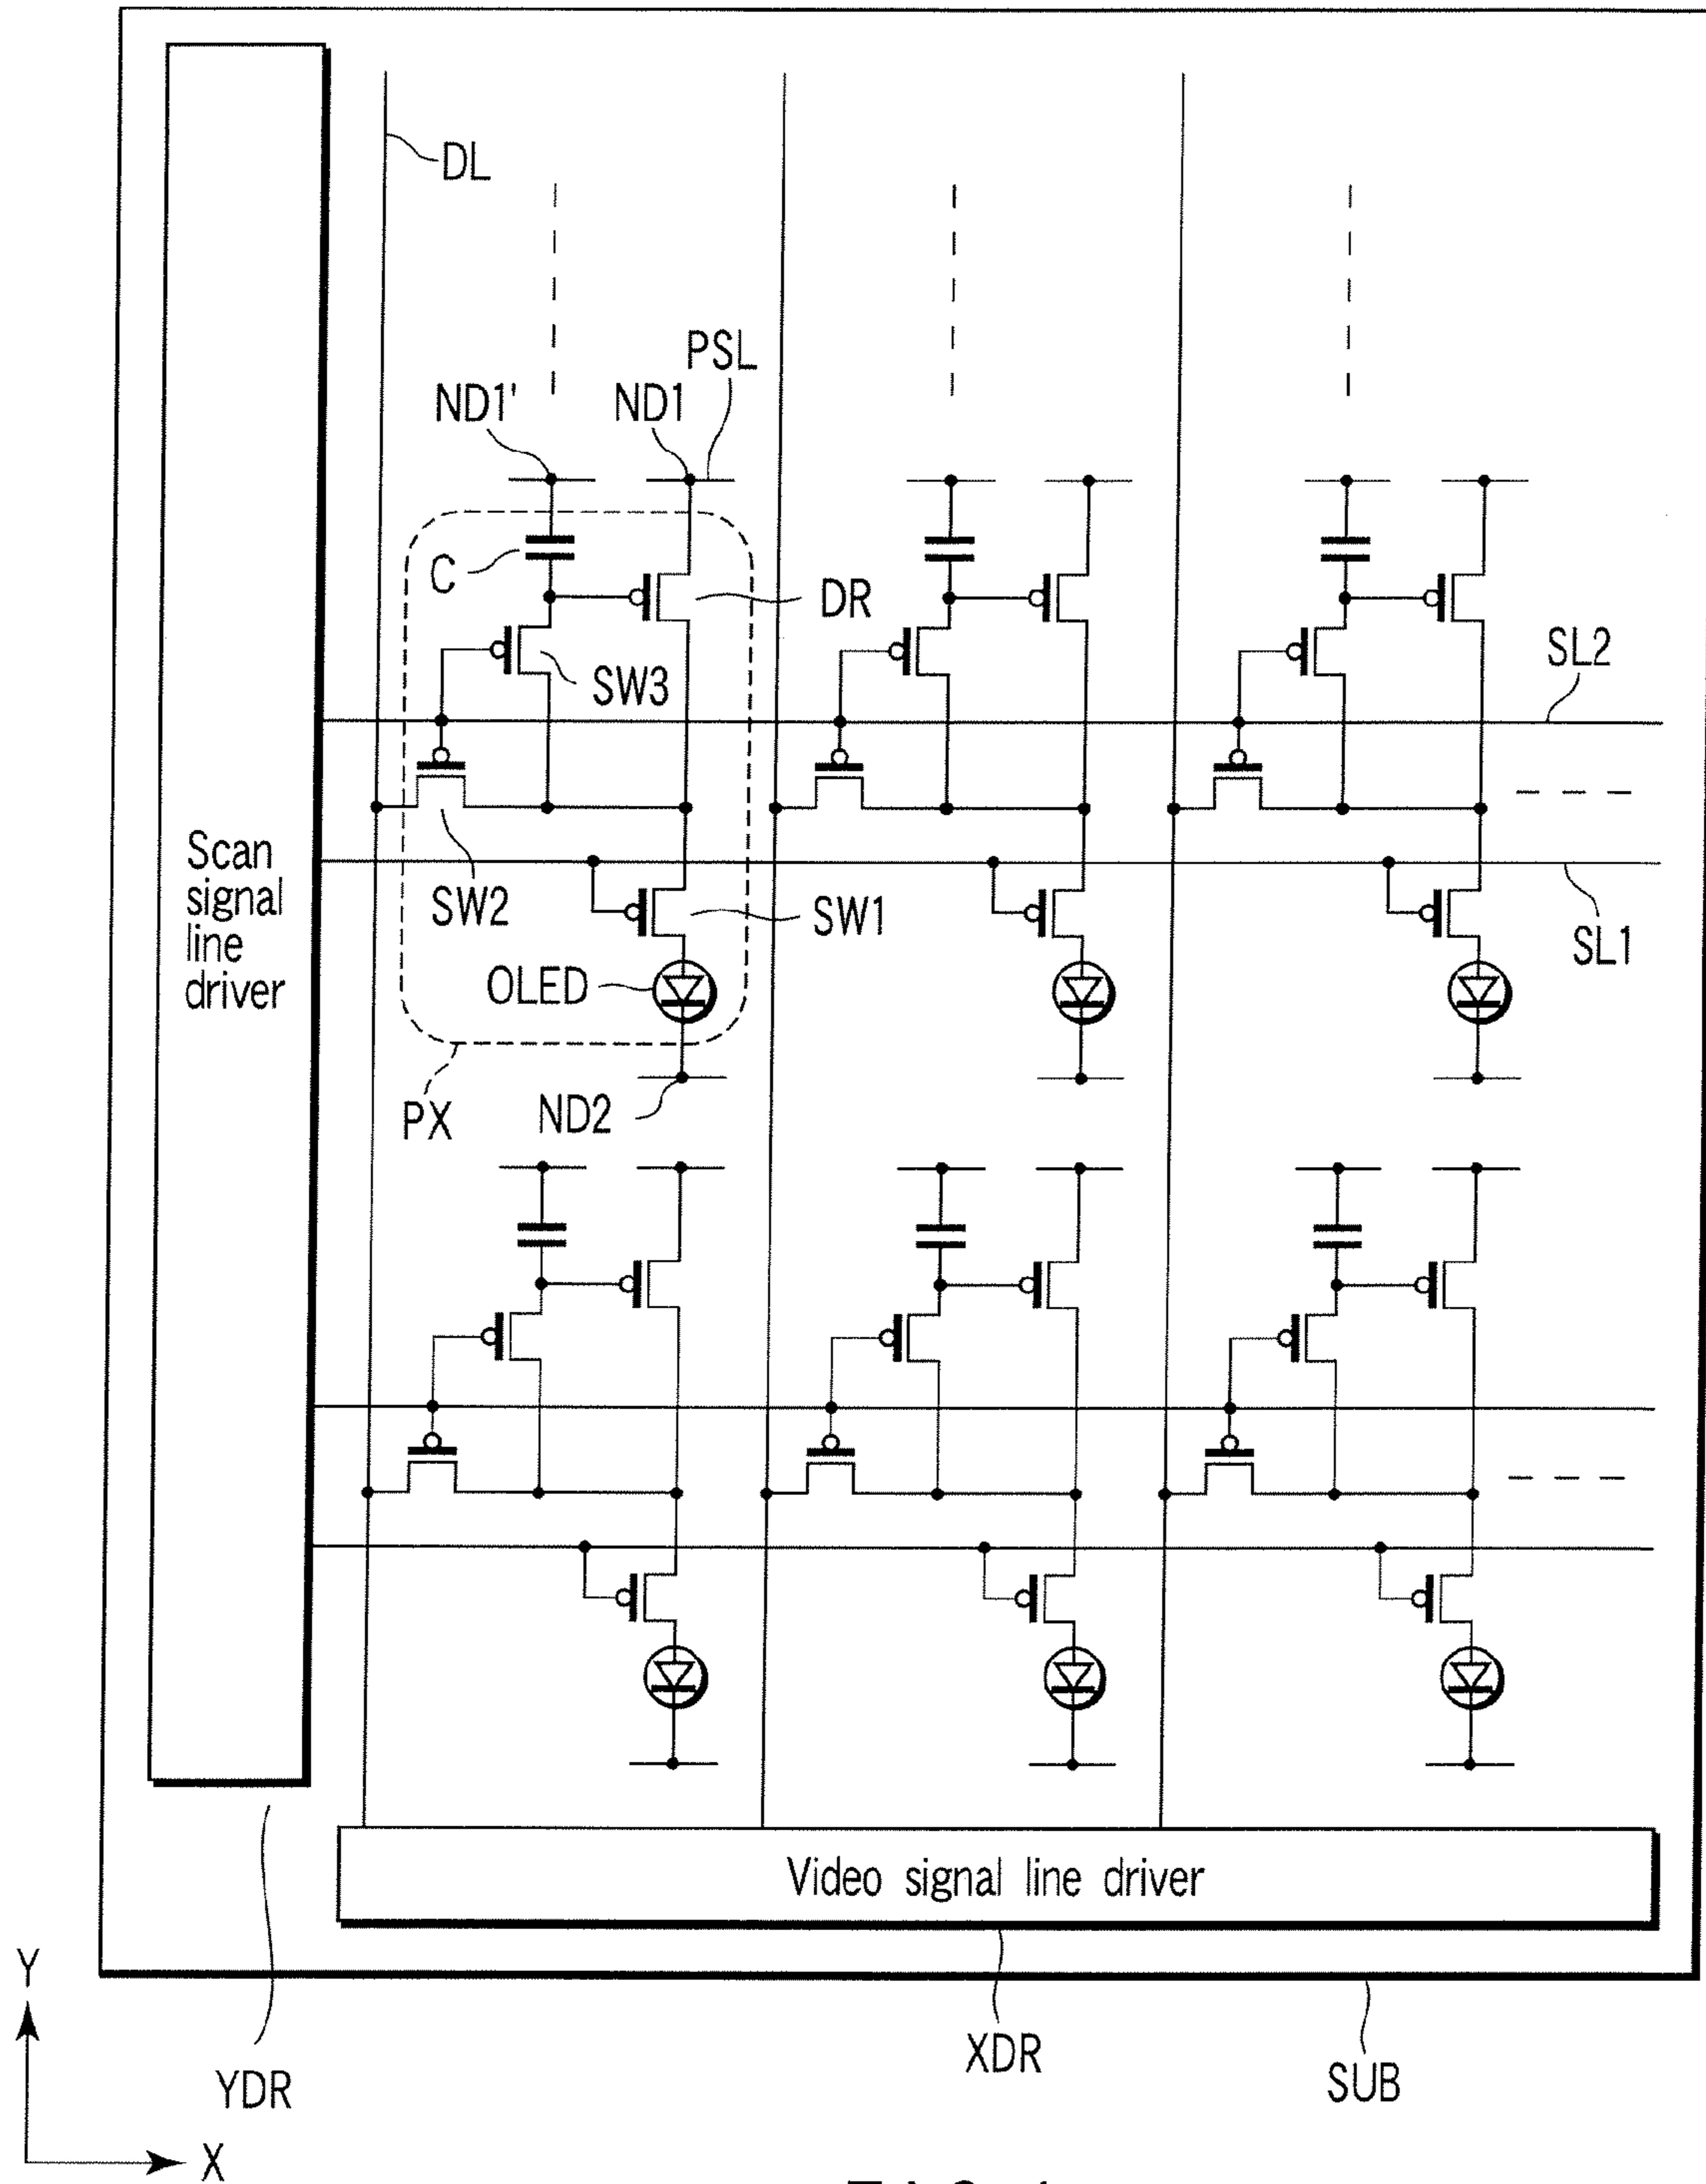 DL
PSL
ND1' ND1
C
DR
SW3
SL2
Scan
signal
line
driver
SW2
SW1
SL1
OLED
PX
ND2
Video signal line driver
Y
XDR
SUB
YDR
X